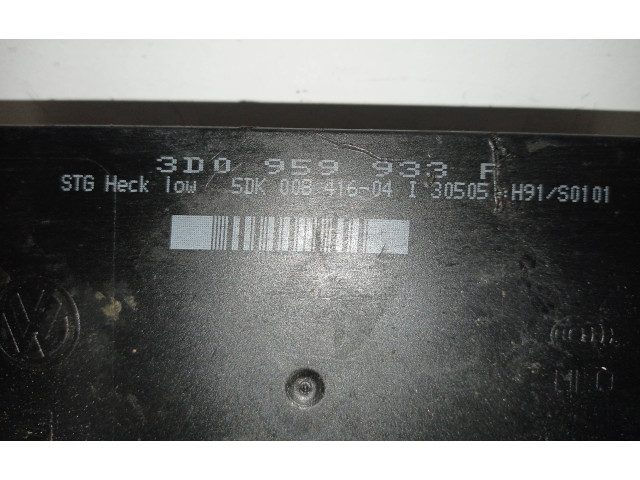 3D0 959 933 F
STG Heck low 5DK 008 416-04 I 30505 H91/S0101